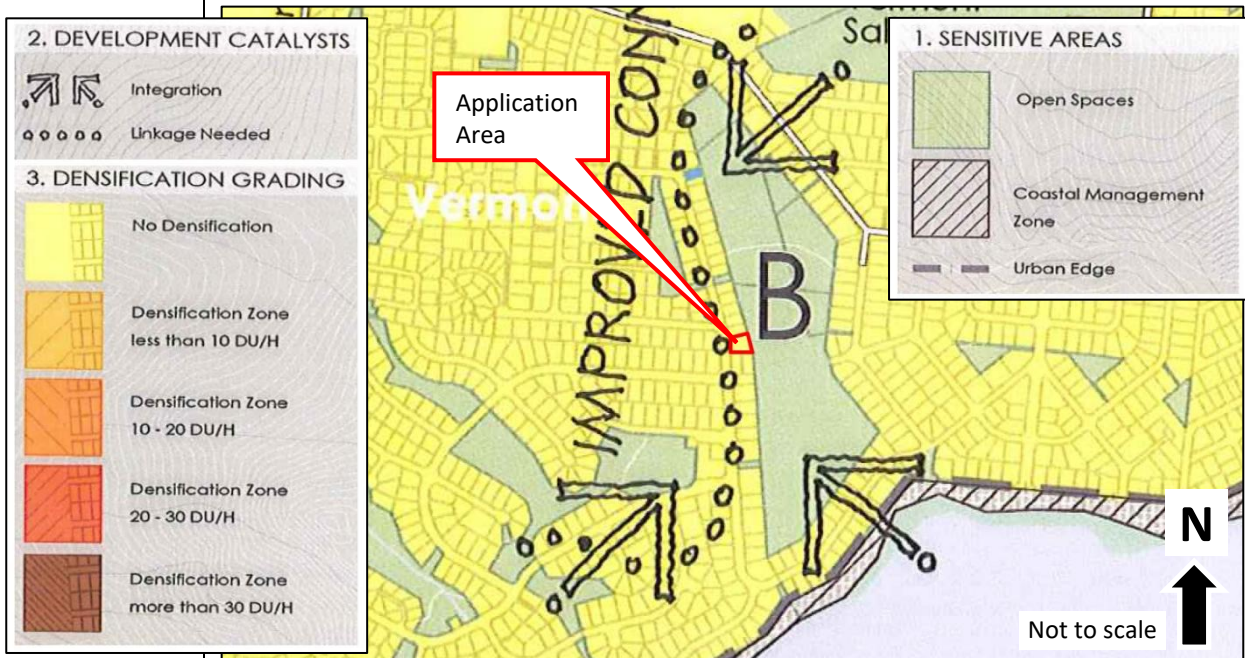 2. DEVELOPMENT CATALYSTS
Integration
Linkage Needed
3. DENSIFICATION GRADING
No Densification
Densification Zone
less than 10 DU/H
Densification Zone
10 - 20 DU/H
Densification Zone
20 - 30 DU/H
Densification Zone
more than 30 DU/H
Application
Area
IMPROVED CON
B
Sal
1. SENSITIVE AREAS
Open Spaces
Coastal Management
Zone
Urban Edge
N
Not to scale